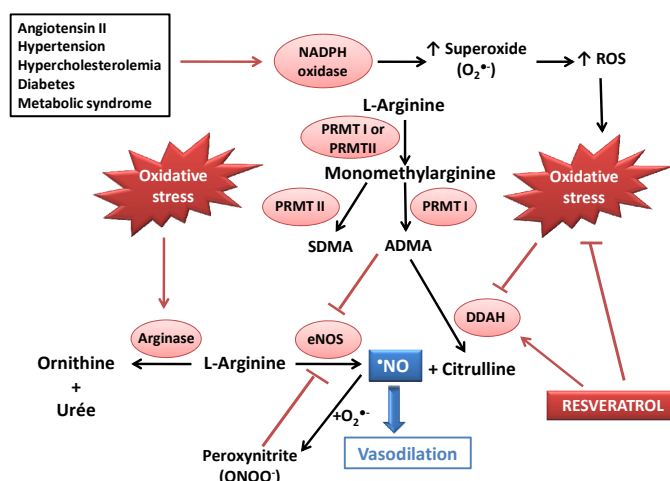 Angiotensin II
Hypertension
Hypercholesterolemia
Diabetes
Metabolic syndrome
NADPH
oxidase
↑ Superoxide
(O₂•-)
↑ ROS
L-Arginine
PRMT I or
PRMTII
Monomethylarginine
Oxidative
stress
Oxidative
stress
PRMT II
PRMT I
SDMA
ADMA
DDAH
Arginase
eNOS
Ornithine
+
Urée
L-Arginine
•NO
+ Citrulline
RESVERATROL
+O₂•-
Peroxynitrite
(ONOO-)
Vasodilation